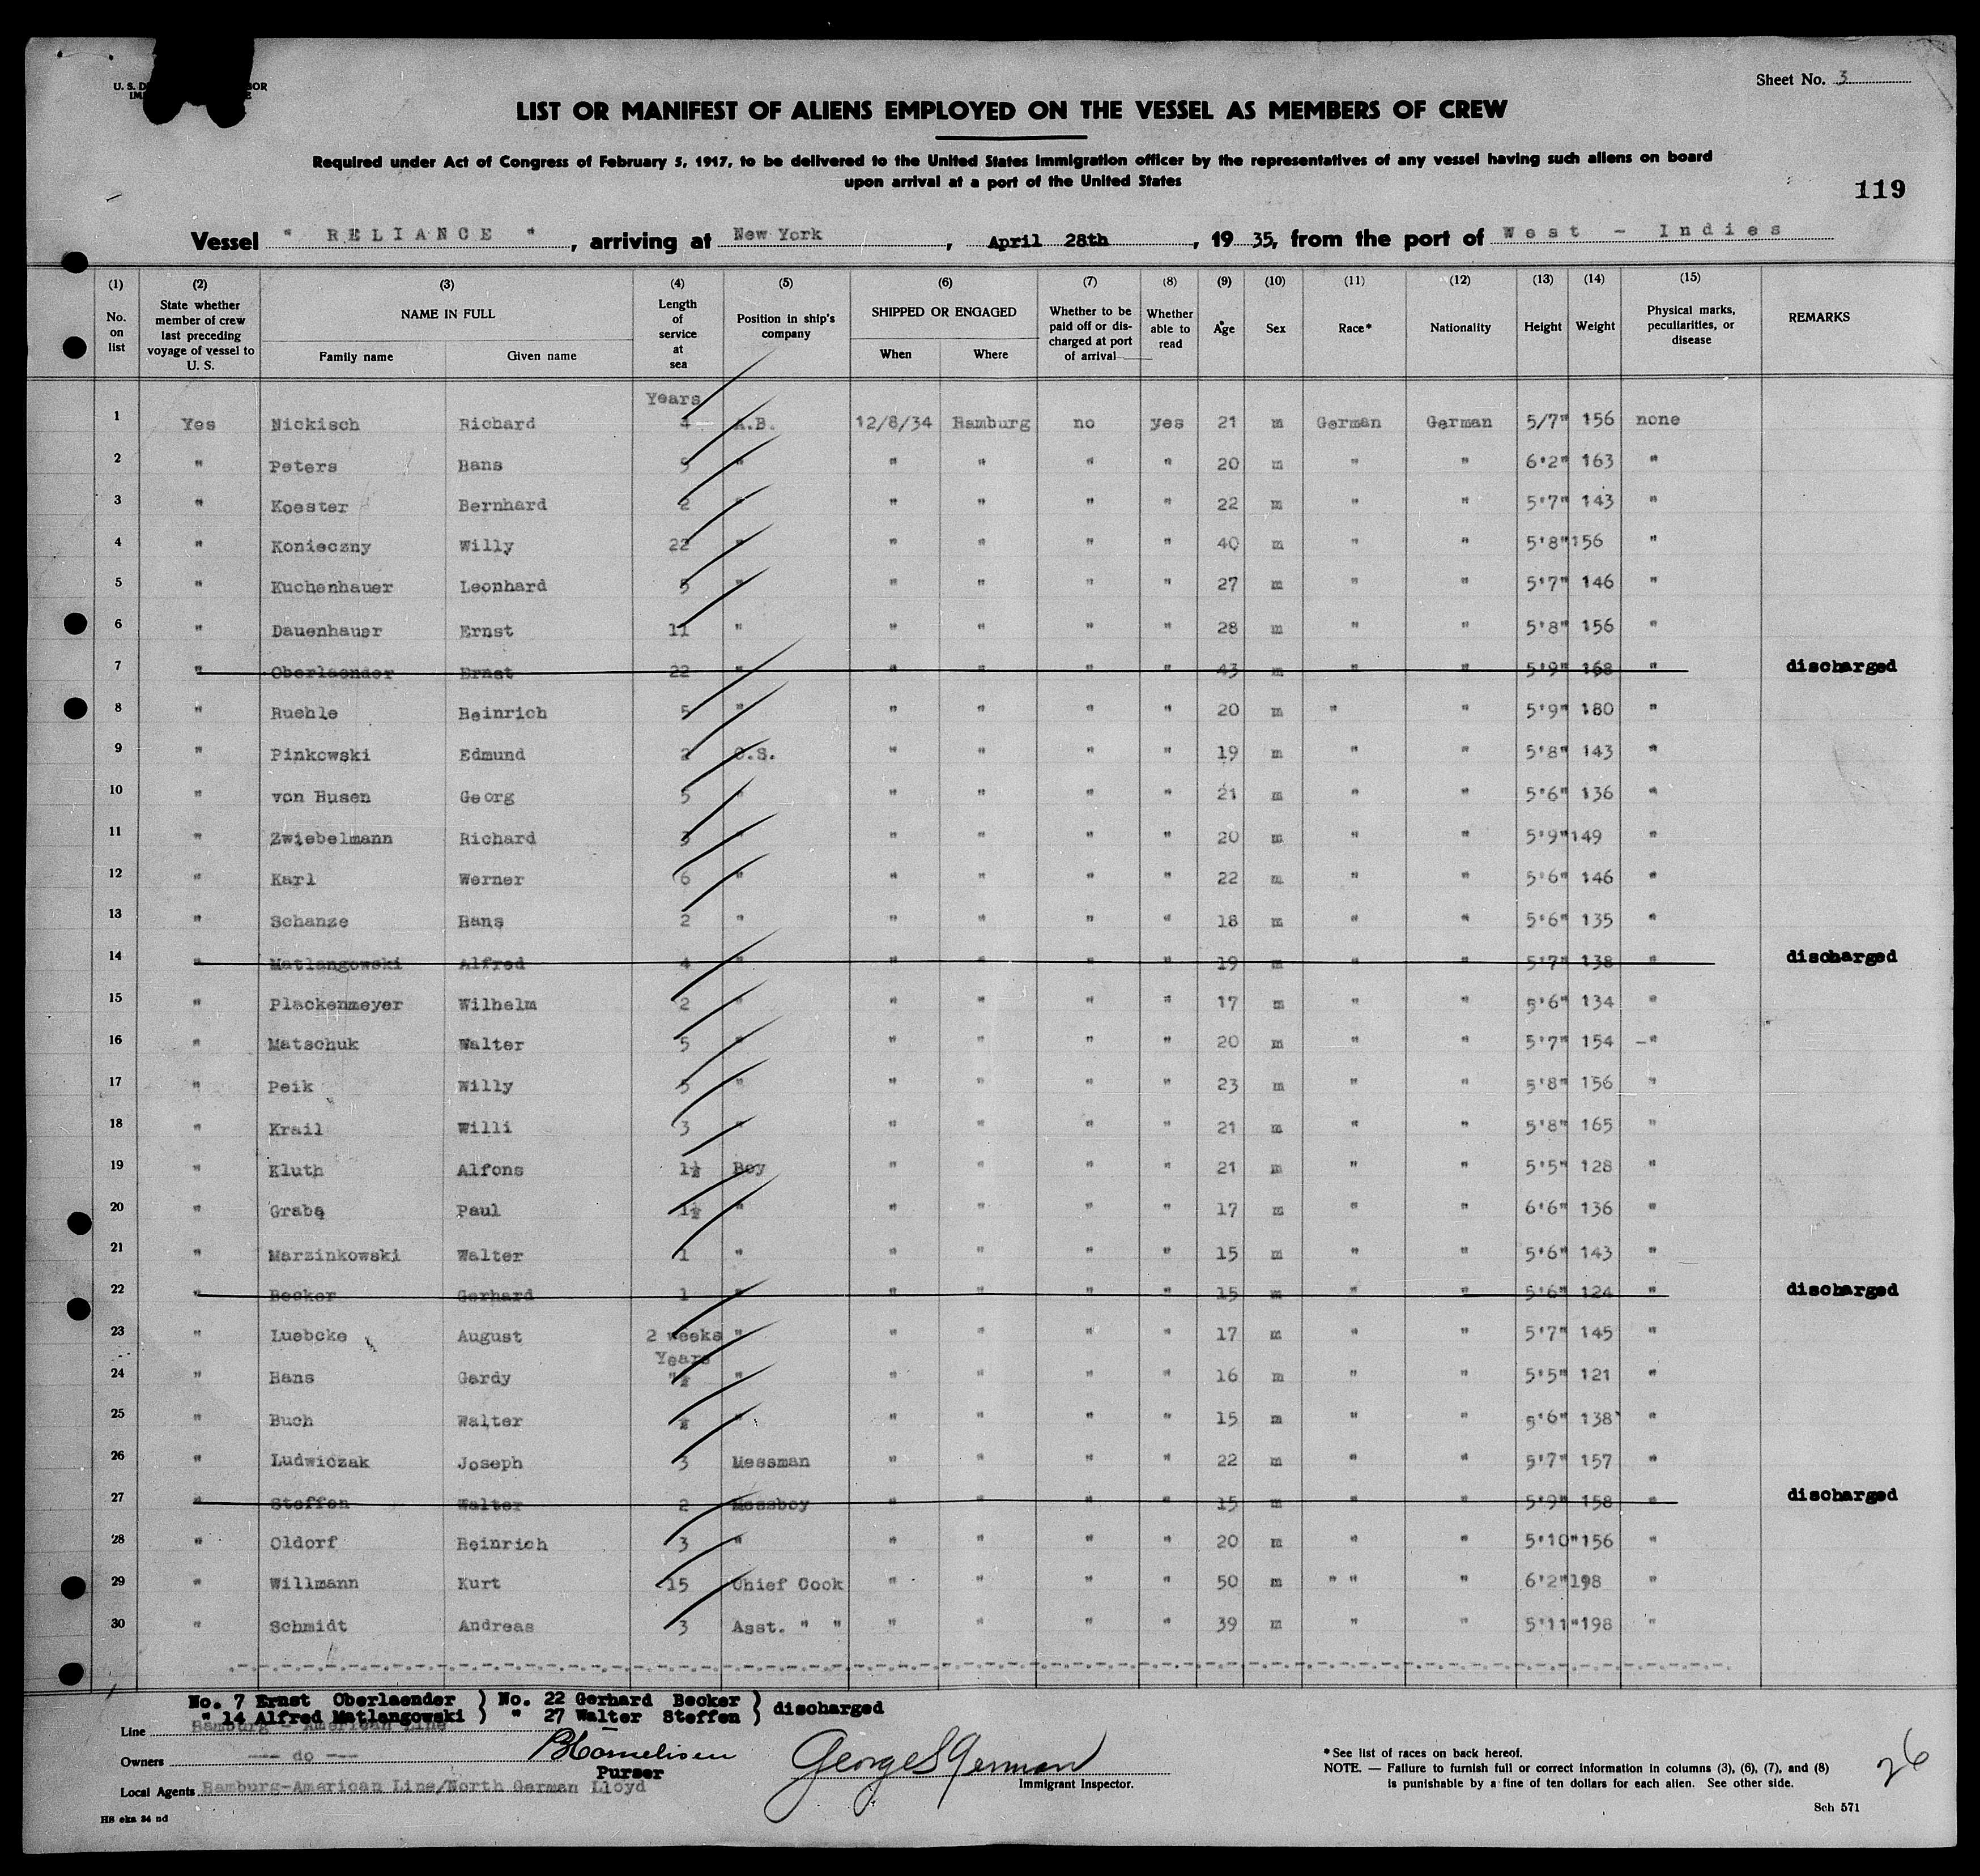 U. S. D BOR
IM E
Sheet No. 3
LIST OR MANIFEST OF ALIENS EMPLOYED ON THE VESSEL AS MEMBERS OF CREW
Required under Act of Congress of February 5, 1917, to be delivered to the United States immigration officer by the representatives of any vessel having such aliens on board
upon arrival at a port of the United States
119
Vessel " RELIANCE " , arriving at New York , April 28th , 19 35, from the port of West - Indies
(1) (2) (3) (4) (5) (6) (7) (8) (9) (10) (11) (12) (13) (14) (15)
No. on list State whether member of crew last preceding voyage of vessel to U. S. NAME IN FULL Family name Given name Length of service at sea Position in ship's company SHIPPED OR ENGAGED When Where Whether to be paid off or discharged at port of arrival Whether able to read Age Sex Race* Nationality Height Weight Physical marks, peculiarities, or disease REMARKS
Years
1 Yes Nickisch Richard 4 A.B. 12/8/34 Hamburg no yes 21 m German German 5/7" 156 none
2 " Peters Hans 5 " " " " " 20 m " " 6'2" 163 "
3 " Koester Bernhard 2 " " " " " 22 m " " 5'7" 143 "
4 " Konieczny Willy 22 " " " " " 40 m " " 5'8" 156 "
5 " Kuchenhauer Leonhard 5 " " " " " 27 m " " 5'7" 146 "
6 " Dauenhauer Ernst 11 " " " " " 28 m " " 5'8" 156 "
7 " Oberlaender Ernst 22 " " " " " 43 m " " 5'9" 168 " discharged
8 " Ruehle Heinrich 5 " " " " " 20 m " " 5'9" 180 "
9 " Pinkowski Edmund 2 O.S. " " " " 19 m " " 5'8" 143 "
10 " von Husen Georg 5 " " " " " 21 m " " 5'6" 136 "
11 " Zwiebelmann Richard 3 " " " " " 20 m " " 5'9" 149 "
12 " Karl Werner 6 " " " " " 22 m " " 5'6" 146 "
13 " Schanze Hans 2 " " " " " 18 m " " 5'6" 135 "
14 " Matlangowski Alfred 4 " " " " " 19 m " " 5'7" 138 " discharged
15 " Plackenmeyer Wilhelm 2 " " " " " 17 m " " 5'6" 134 "
16 " Matschuk Walter 5 " " " " " 20 m " " 5'7" 154 -"
17 " Peik Willy 5 " " " " " 23 m " " 5'8" 156 "
18 " Krail Willi 3 " " " " " 21 m " " 5'8" 165 "
19 " Kluth Alfons 1½ Boy " " " " 21 m " " 5'5" 128 "
20 " Grabe Paul 1½ " " " " " 17 m " " 6'6" 136 "
21 " Marzinkowski Walter 1 " " " " " 15 m " " 5'6" 143 "
22 " Becker Gerhard 1 " " " " " 15 m " " 5'6" 124 " discharged
23 " Luebcke August 2 weeks " " " " " 17 m " " 5'7" 145 "
Years
24 " Hans Gardy "½ " " " " " 16 m " " 5'5" 121 "
25 " Buch Walter ½ " " " " " 15 m " " 5'6" 138 "
26 " Ludwiczak Joseph 3 Messman " " " " 22 m " " 5'7" 157 "
27 " Steffen Walter 2 Messboy " " " " 15 m " " 5'9" 158 " discharged
28 " Oldorf Heinrich 3 " " " " " 20 m " " 5'10" 156 "
29 " Willmann Kurt 15 Chief Cook " " " " 50 m " " " 6'2" 198 "
30 " Schmidt Andreas 3 Asst. " " " " " " 39 m " " 5'11" 198 "
No. 7 Ernst Oberlaender ) No. 22 Gerhard Becker ) discharged
" 14 Alfred Matlangowski ) " 27 Walter Steffen )
Line Hamburg - American Line
Owners --- do ---
Purser
George S German
Immigrant Inspector.
Local Agents Hamburg-American Line/North German Lloyd
HB eka 34 nd
* See list of races on back hereof.
NOTE. — Failure to furnish full or correct information in columns (3), (6), (7), and (8)
is punishable by a fine of ten dollars for each alien. See other side.
Sch 571
26